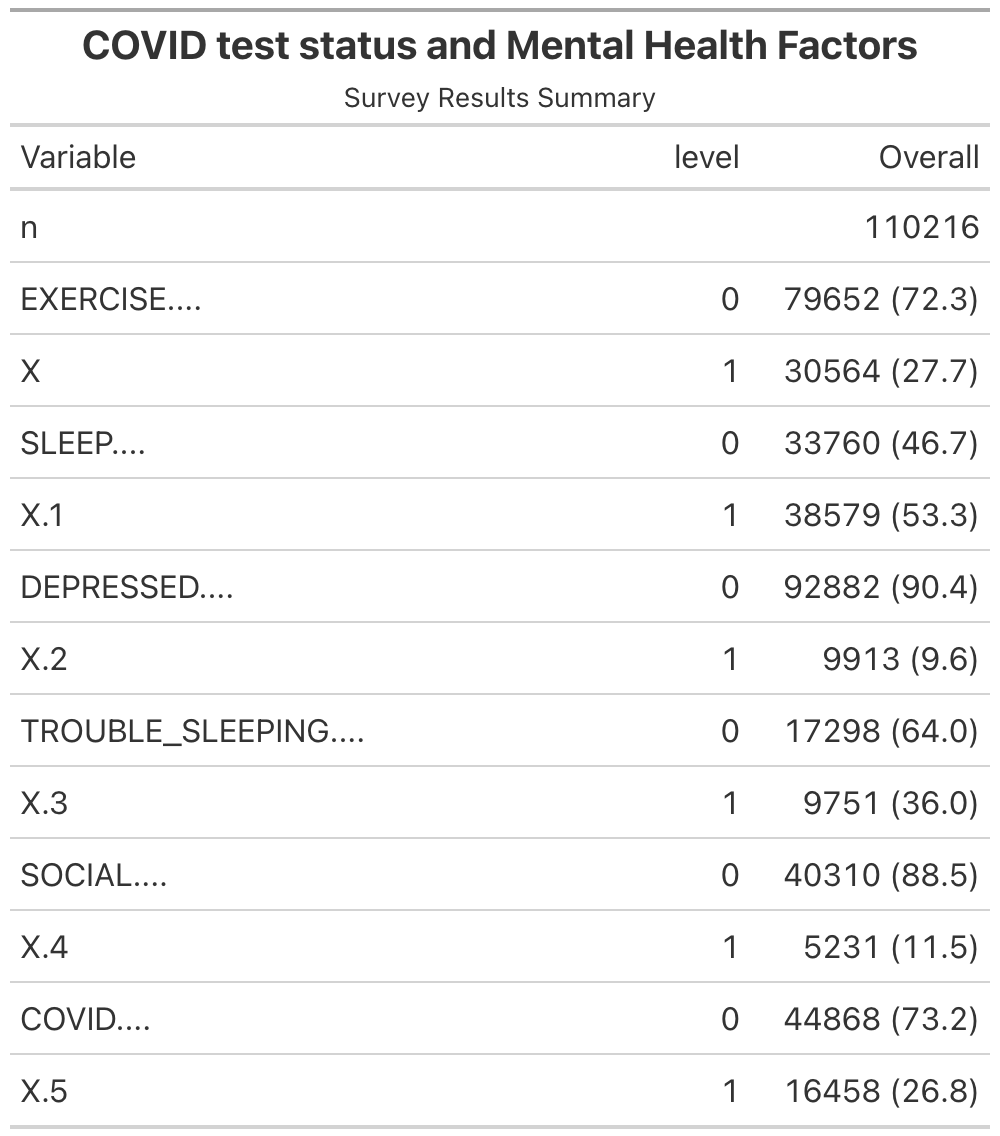 COVID test status and Mental Health Factors
Survey Results Summary
Variable level Overall
n 110216
EXERCISE.... 0 79652 (72.3)
X 1 30564 (27.7)
SLEEP.... 0 33760 (46.7)
X.1 1 38579 (53.3)
DEPRESSED.... 0 92882 (90.4)
X.2 1 9913 (9.6)
TROUBLE_SLEEPING.... 0 17298 (64.0)
X.3 1 9751 (36.0)
SOCIAL.... 0 40310 (88.5)
X.4 1 5231 (11.5)
COVID.... 0 44868 (73.2)
X.5 1 16458 (26.8)